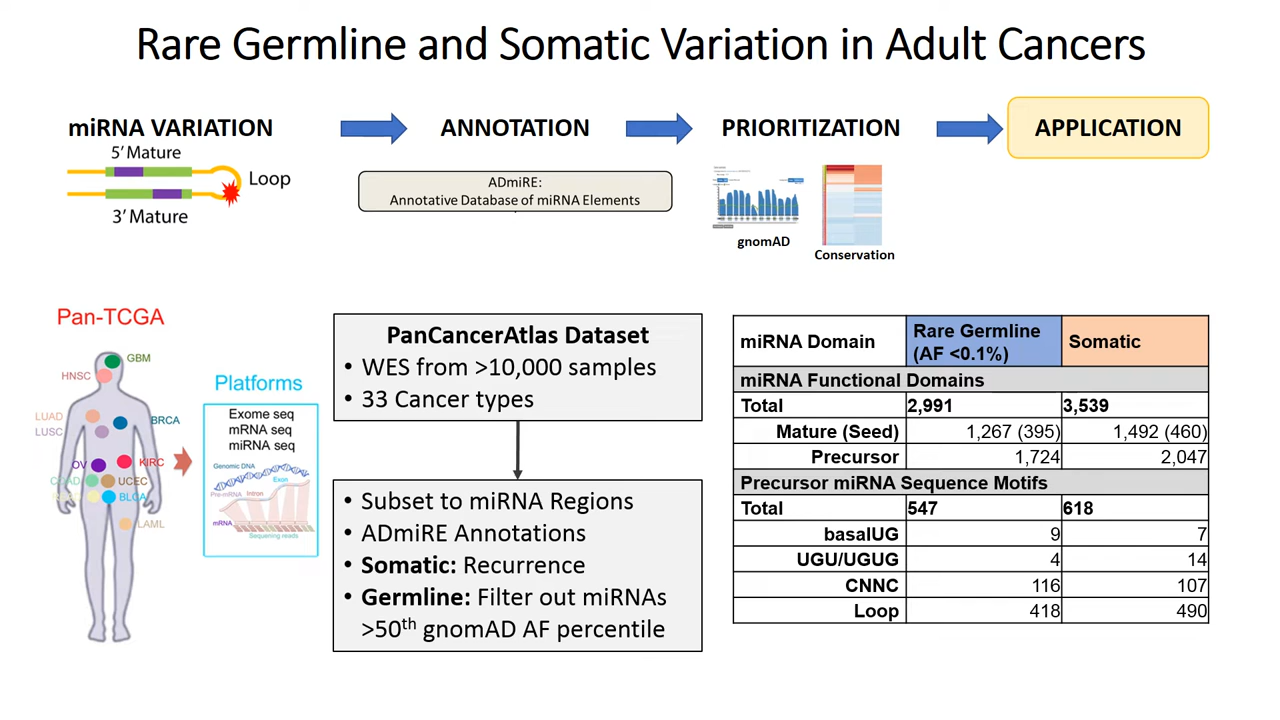 Rare Germline and Somatic Variation in Adult Cancers
miRNA VARIATION
ANNOTATION
PRIORITIZATION
APPLICATION
5’ Mature
Loop
3’ Mature
ADmiRE:
Annotative Database of miRNA Elements
gnomAD
Conservation
Pan-TCGA
GBM
HNSC
LUAD
BRCA
LUSC
OV
KIRC
UCEC
BLCA
LAML
Platforms
Exome seq
mRNA seq
miRNA seq
Genomic DNA
Exon
Pre-miRNA
Intron
mRNA
Sequencing reads
PanCancerAtlas Dataset
• WES from >10,000 samples
• 33 Cancer types
• Subset to miRNA Regions
• ADmiRE Annotations
• Somatic: Recurrence
• Germline: Filter out miRNAs
>50th gnomAD AF percentile
miRNA Domain Rare Germline (AF <0.1%) Somatic
miRNA Functional Domains
Total 2,991 3,539
Mature (Seed) 1,267 (395) 1,492 (460)
Precursor 1,724 2,047
Precursor miRNA Sequence Motifs
Total 547 618
basalUG 9 7
UGU/UGUG 4 14
CNNC 116 107
Loop 418 490